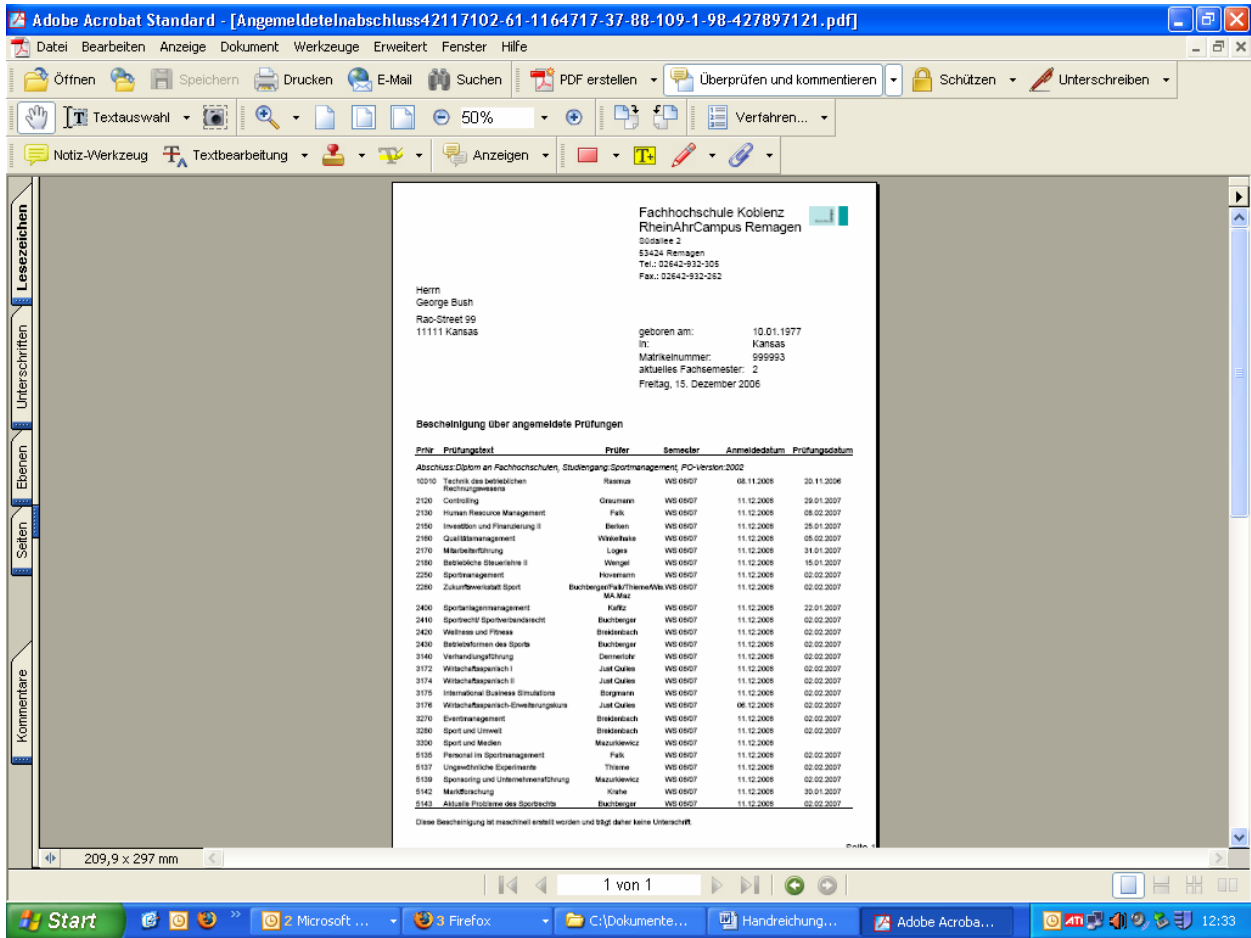 Adobe Acrobat Standard - [AngemeldeteInabschluss42117102-61-1164717-37-88-109-1-98-427897121.pdf]
Datei Bearbeiten Anzeige Dokument Werkzeuge Erweitert Fenster Hilfe
Öffnen Speichern Drucken E-Mail Suchen PDF erstellen Überprüfen und kommentieren Schützen Unterschreiben
Textauswahl 50% Verfahren...
Notiz-Werkzeug Textbearbeitung Anzeigen
Lesezeichen
Unterschriften
Ebenen
Seiten
Kommentare
Fachhochschule Koblenz
RheinAhrCampus Remagen
Südallee 2
53424 Remagen
Tel.: 02642-932-305
Fax.: 02642-932-262
Herrn
George Bush
Rac-Street 99
11111 Kansas
geboren am: 10.01.1977
in: Kansas
Matrikelnummer: 999993
aktuelles Fachsemester: 2
Freitag, 15. Dezember 2006
Bescheinigung über angemeldete Prüfungen
PrNr Prüfungstext Prüfer Semester Anmeldedatum Prüfungsdatum
Abschluss:Diplom an Fachhochschulen, Studiengang:Sportmanagement, PO-Version:2002
10010 Technik des betrieblichen Rasmus WS 06/07 08.11.2006 20.11.2006
Rechnungswesens
2120 Controlling Graumann WS 06/07 11.12.2006 29.01.2007
2130 Human Resource Management Falk WS 06/07 11.12.2006 08.02.2007
2150 Investition und Finanzierung II Berken WS 06/07 11.12.2006 25.01.2007
2160 Qualitätsmanagement Winkelhake WS 06/07 11.12.2006 05.02.2007
2170 Mitarbeiterführung Loges WS 06/07 11.12.2006 31.01.2007
2180 Betriebliche Steuerlehre II Wengel WS 06/07 11.12.2006 15.01.2007
2250 Sportmanagement Hovemann WS 06/07 11.12.2006 02.02.2007
2260 Zukunftswerkstatt Sport Buchberger/Falk/Thieme/Wis. WS 06/07 11.12.2006 02.02.2007
MA.Maz
2400 Sportanlagenmanagement WS 06/07 11.12.2006 22.01.2007
2410 Sportrecht/ Sportverbandsrecht Buchberger WS 06/07 11.12.2006 02.02.2007
2420 Wellness und Fitness Breidenbach WS 06/07 11.12.2006 02.02.2007
2430 Betriebsformen des Sports Buchberger WS 06/07 11.12.2006 02.02.2007
3140 Verhandlungsführung Dennerlohr WS 06/07 11.12.2006 02.02.2007
3172 Wirtschaftsspanisch I Just Quiles WS 06/07 11.12.2006 02.02.2007
3174 Wirtschaftsspanisch II Just Quiles WS 06/07 11.12.2006 02.02.2007
3175 International Business Simulations Borgmann WS 06/07 11.12.2006 02.02.2007
3176 Wirtschaftsspanisch-Erweiterungskurs Just Quiles WS 06/07 06.12.2006 02.02.2007
3270 Eventmanagement Breidenbach WS 06/07 11.12.2006 02.02.2007
3280 Sport und Umwelt Breidenbach WS 06/07 11.12.2006 02.02.2007
3300 Sport und Medien Mazurkiewicz WS 06/07 11.12.2006
5135 Personal im Sportmanagement Falk WS 06/07 11.12.2006 02.02.2007
5137 Ungewöhnliche Experimente Thieme WS 06/07 11.12.2006 02.02.2007
5139 Sponsoring und Unternehmensführung Mazurkiewicz WS 06/07 11.12.2006 02.02.2007
5142 Marktforschung Krahe WS 06/07 11.12.2006 30.01.2007
5143 Aktuelle Probleme des Sportrechts Buchberger WS 06/07 11.12.2006 02.02.2007
Diese Bescheinigung ist maschinell erstellt worden und trägt daher keine Unterschrift.
Seite 1
209,9 x 297 mm
1 von 1
Start 2 Microsoft ... 3 Firefox C:\Dokumente... Handreichung... Adobe Acroba... 12:33